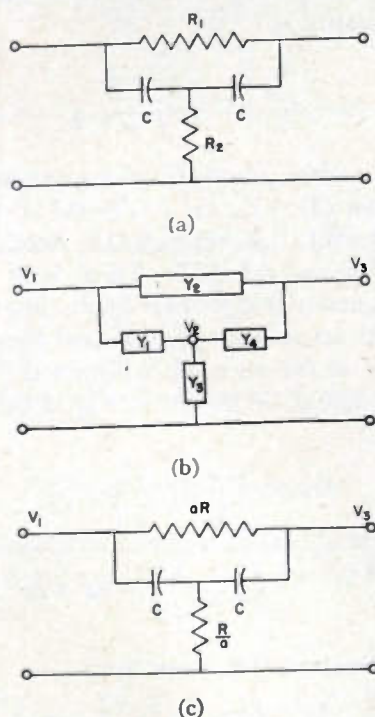 R1
C C
R2
(a)
V1 Y2 V3
V2
Y1 Y4
Y3
(b)
V1 aR V3
C C
R
a
(c)